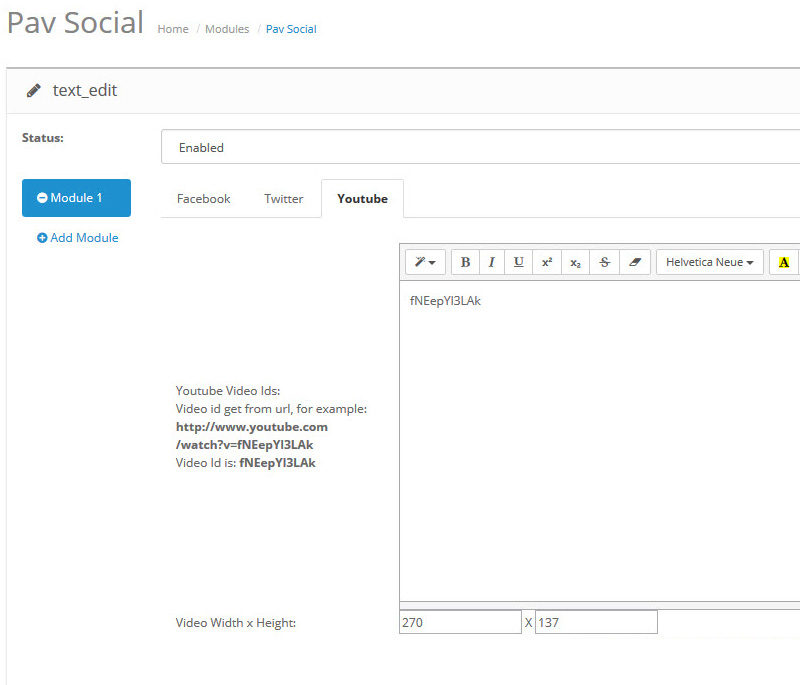 Pav Social Home / Modules / Pav Social
text_edit
Status:
Enabled
Module 1
Add Module
Facebook Twitter Youtube
B I U x² x₂ S Helvetica Neue A
fNEepYI3LAk
Youtube Video Ids:
Video id get from url, for example:
http://www.youtube.com
/watch?v=fNEepYI3LAk
Video Id is: fNEepYI3LAk
Video Width x Height:
270 X 137